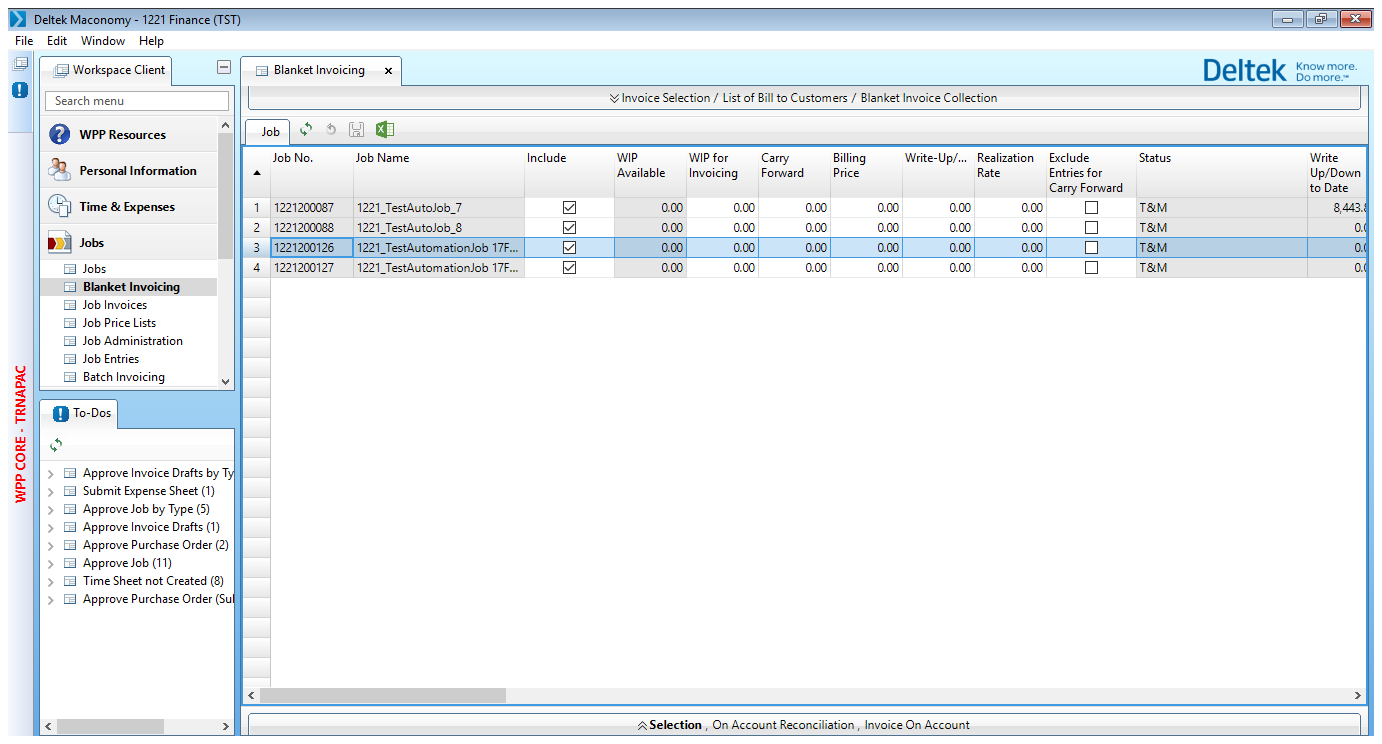 Deltek Maconomy - 1221 Finance (TST)
File Edit Window Help
Workspace Client
Search menu
WPP Resources
Personal Information
Time & Expenses
Jobs
Jobs
Blanket Invoicing
Job Invoices
Job Price Lists
Job Administration
Job Entries
Batch Invoicing
WPP CORE - TRNAPAC
To-Dos
Approve Invoice Drafts by Ty
Submit Expense Sheet (1)
Approve Job by Type (5)
Approve Invoice Drafts (1)
Approve Purchase Order (2)
Approve Job (11)
Time Sheet not Created (8)
Approve Purchase Order (Sul
Blanket Invoicing x
Deltek Know more.
Do more.™
Invoice Selection / List of Bill to Customers / Blanket Invoice Collection
Job
Job No. Job Name Include WIP Available WIP for Invoicing Carry Forward Billing Price Write-Up/... Realization Rate Exclude Entries for Carry Forward Status Write Up/Down to Date
1 1221200087 1221_TestAutoJob_7 0.00 0.00 0.00 0.00 0.00 0.00 T&M 8,443.8
2 1221200088 1221_TestAutoJob_8 0.00 0.00 0.00 0.00 0.00 0.00 T&M 0.0
3 1221200126 1221_TestAutomationJob 17F... 0.00 0.00 0.00 0.00 0.00 0.00 T&M 0.0
4 1221200127 1221_TestAutomationJob 17F... 0.00 0.00 0.00 0.00 0.00 0.00 T&M 0.0
Selection , On Account Reconciliation , Invoice On Account